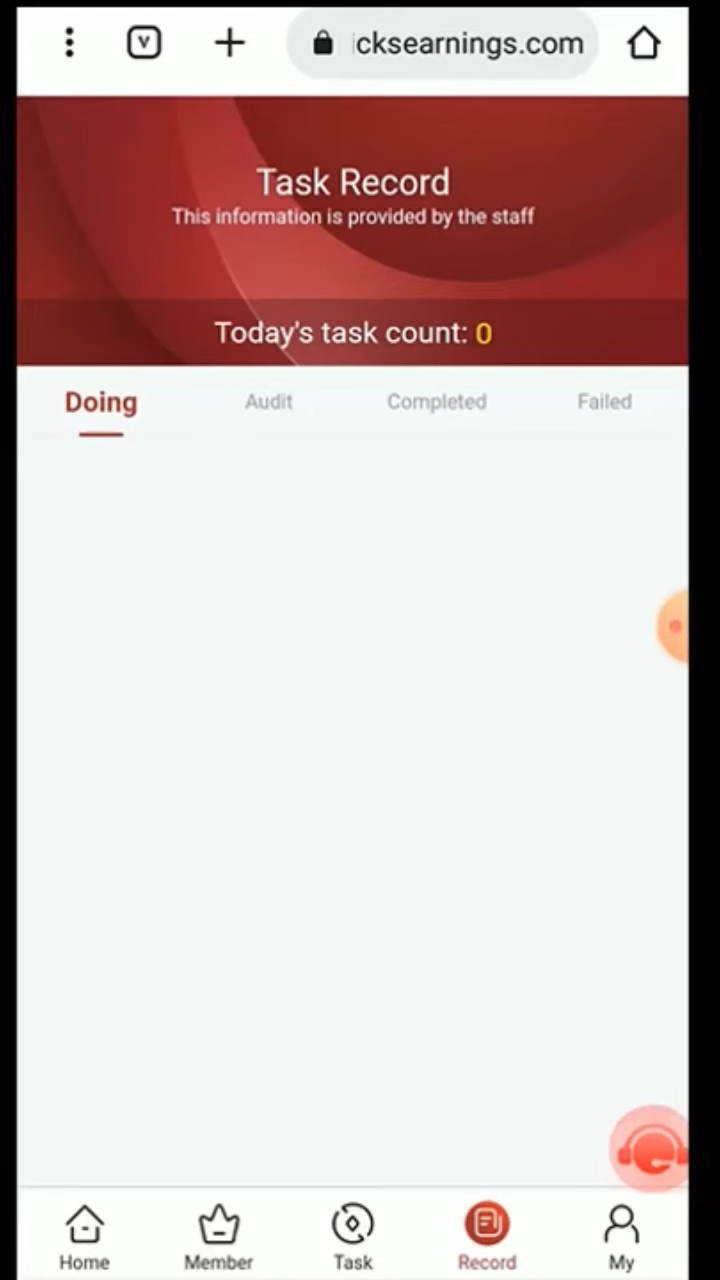 cksearnings.com
Task Record
This information is provided by the staff
Today's task count: 0
Doing Audit Completed Failed
Home Member Task Record My